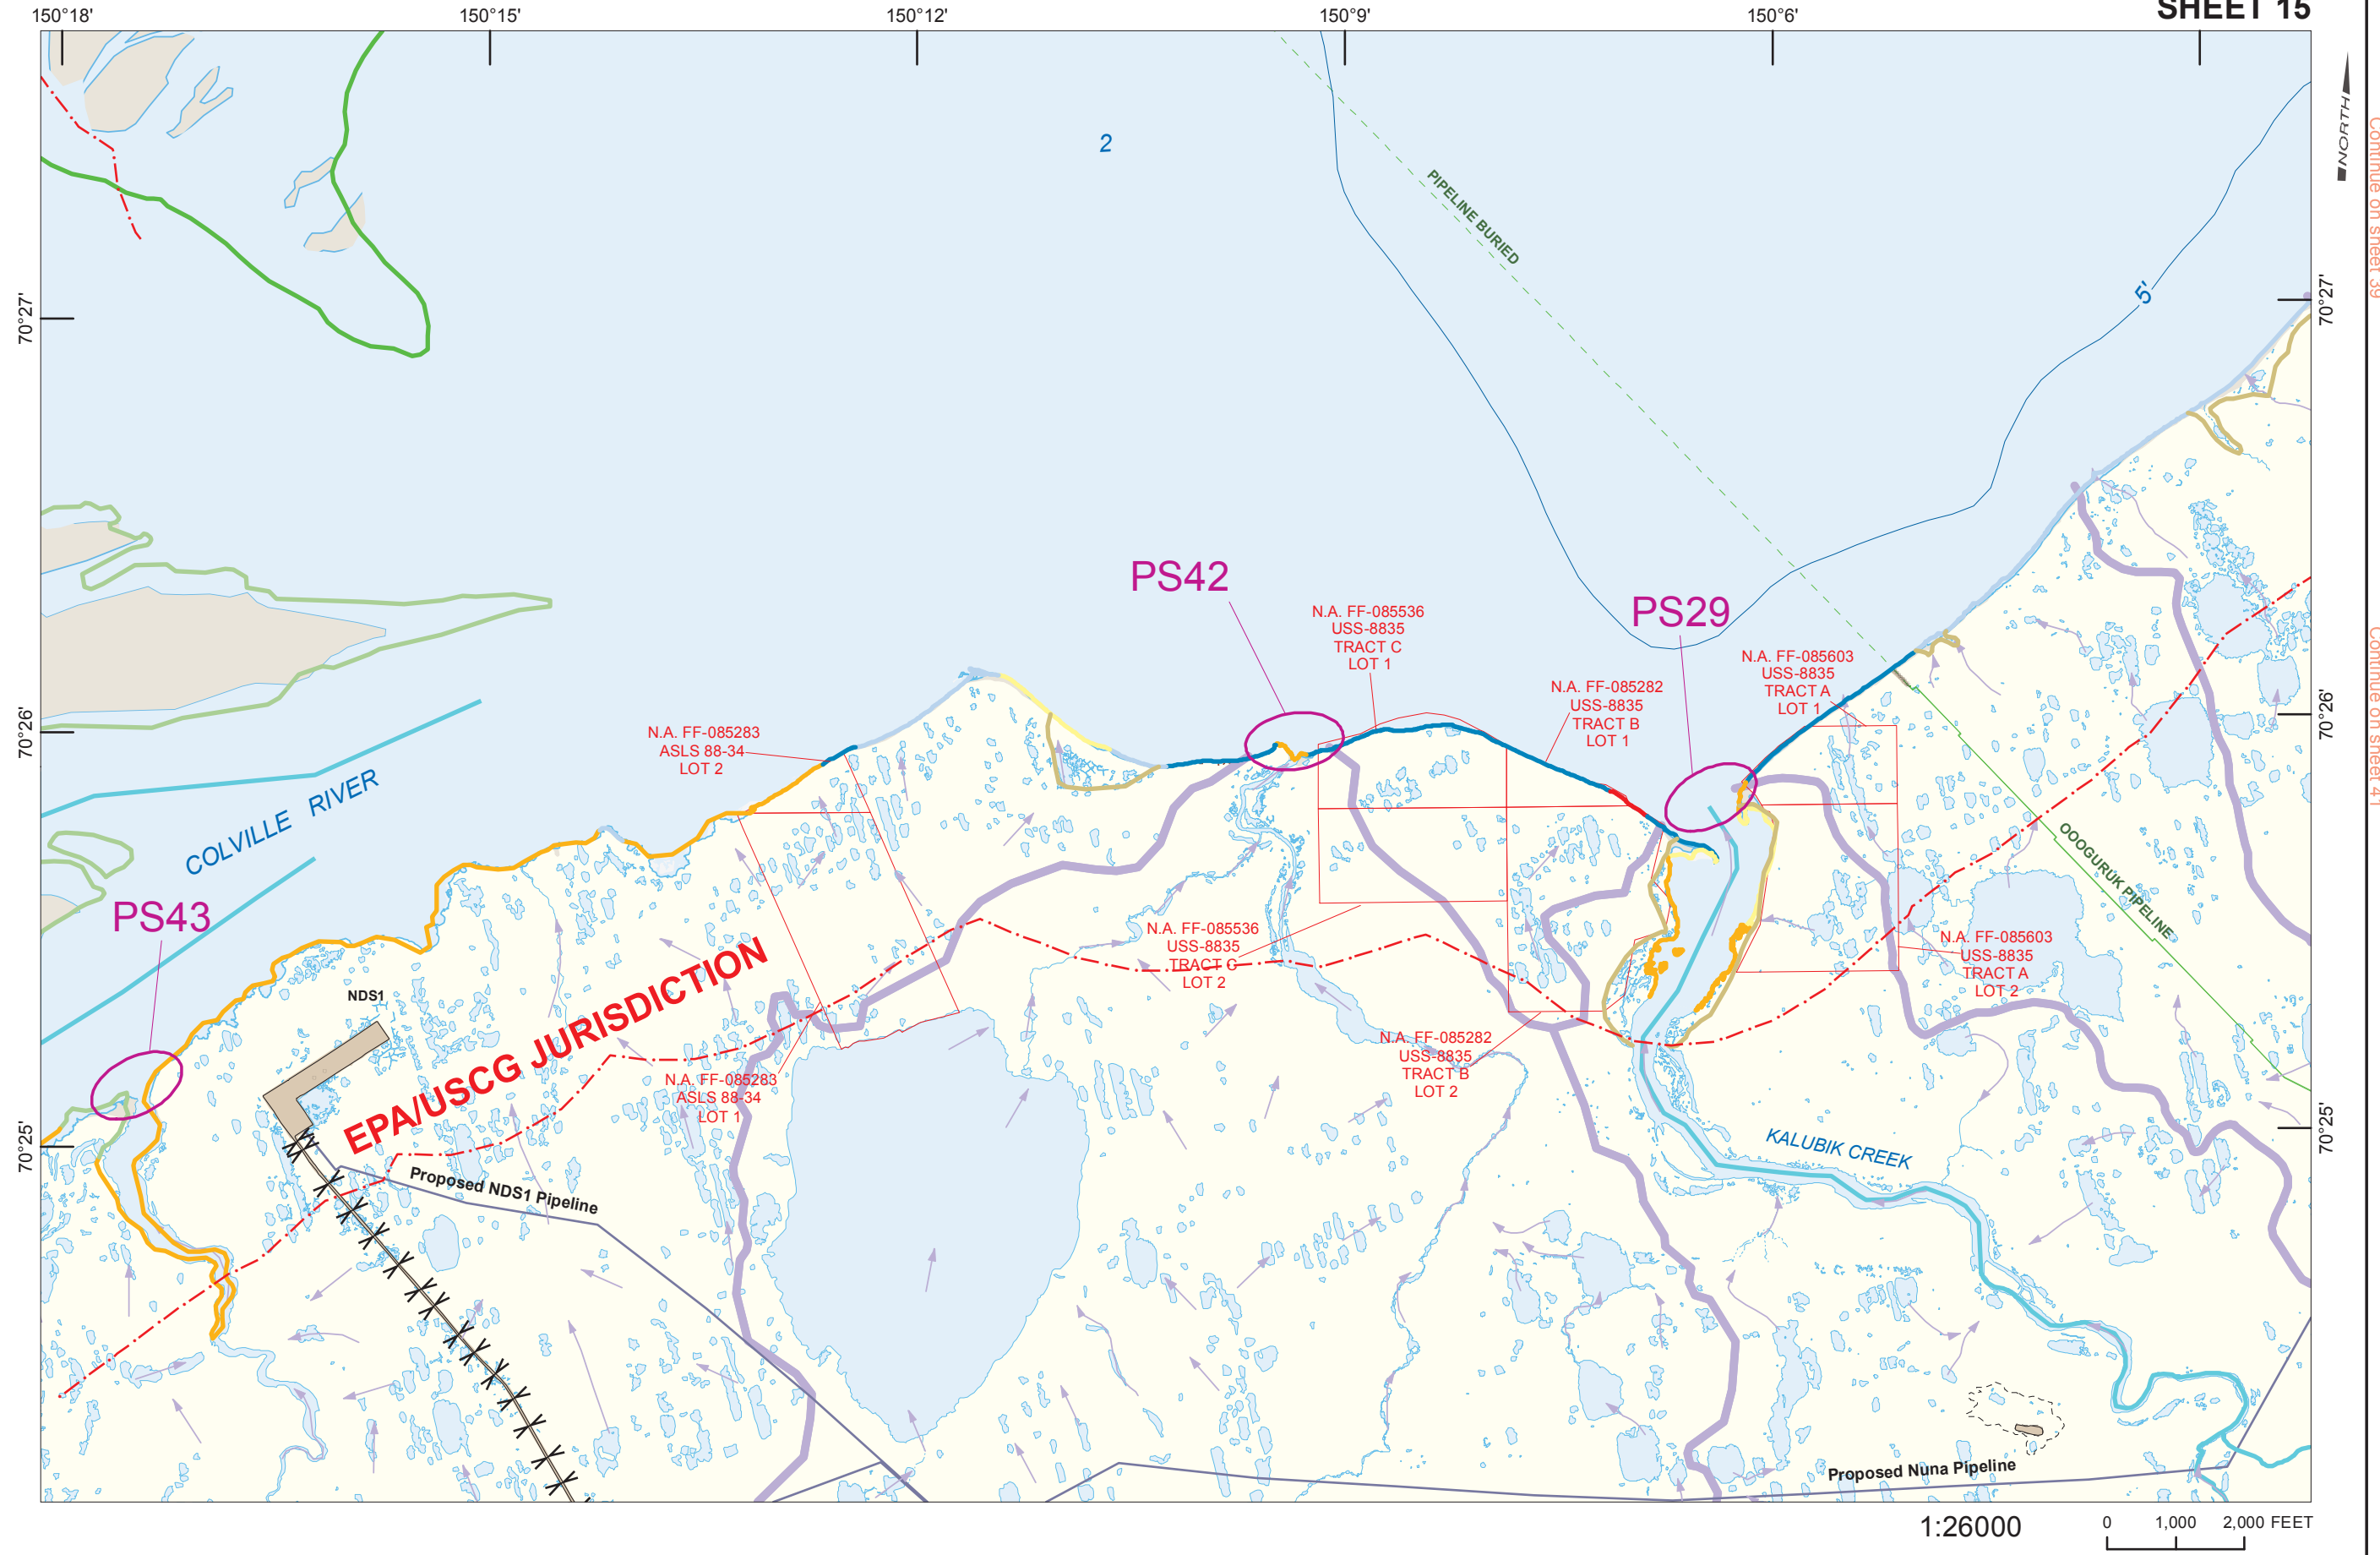 SHEET 15
150°18'
150°15'
150°12'
150°9'
150°6'
NORTH
Continue on sheet 39
2
PIPELINE BURIED
5'
70°27'
70°27'
PS42
N.A. FF-085536
USS-8835
TRACT C
LOT 1
PS29
N.A. FF-085603
USS-8835
TRACT A
LOT 1
Continue on sheet 41
N.A. FF-085282
USS-8835
TRACT B
LOT 1
N.A. FF-085283
ASLS 88-34
LOT 2
70°26'
70°26'
COLVILLE RIVER
PS43
OOOGURUK PIPELINE
N.A. FF-085536
USS-8835
TRACT C
LOT 2
N.A. FF-085603
USS-8835
TRACT A
LOT 2
NDS1
EPA/USCG JURISDICTION
N.A. FF-085282
USS-8835
TRACT B
LOT 2
N.A. FF-085283
ASLS 88-34
LOT 1
70°25'
70°25'
KALUBIK CREEK
Proposed NDS1 Pipeline
Proposed Nuna Pipeline
1:26000
0 1,000 2,000 FEET